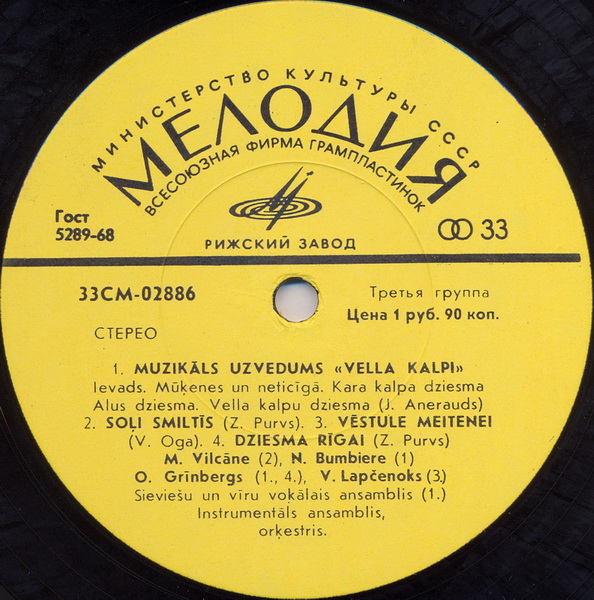 МИНИСТЕРСТВО КУЛЬТУРЫ СССР
МЕЛОДИЯ
ВСЕСОЮЗНАЯ ФИРМА ГРАМПЛАСТИНОК
Гост
5289-68
РИЖСКИЙ ЗАВОД
33
33СМ-02886
Третья группа
Цена 1 руб. 90 коп.
СТЕРЕО
1. MUZIKĀLS UZVEDUMS «VELLA KALPI»
Ievads. Mūķenes un neticīgā. Kara kalpa dziesma
Alus dziesma. Vella kalpu dziesma (J. Anerauds)
2. SOĻI SMILTĪS (Z. Purvs). 3. VĒSTULE MEITENEI
(V. Oga). 4. DZIESMA RĪGAI (Z. Purvs)
M. Vilcāne (2), N. Bumbiere (1)
O. Grīnbergs (1., 4.), V. Lapčenoks (3.)
Sieviešu un vīru vokālais ansamblis (1.)
Instrumentāls ansamblis,
orķestris.